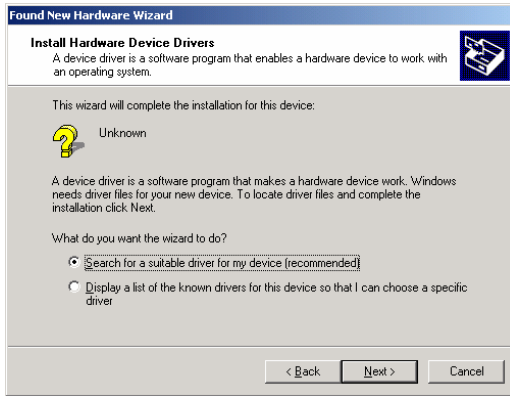 Found New Hardware Wizard
Install Hardware Device Drivers
A device driver is a software program that enables a hardware device to work with
an operating system.
This wizard will complete the installation for this device:
Unknown
A device driver is a software program that makes a hardware device work. Windows
needs driver files for your new device. To locate driver files and complete the
installation click Next.
What do you want the wizard to do?
Search for a suitable driver for my device (recommended)
Display a list of the known drivers for this device so that I can choose a specific
driver
< Back Next > Cancel